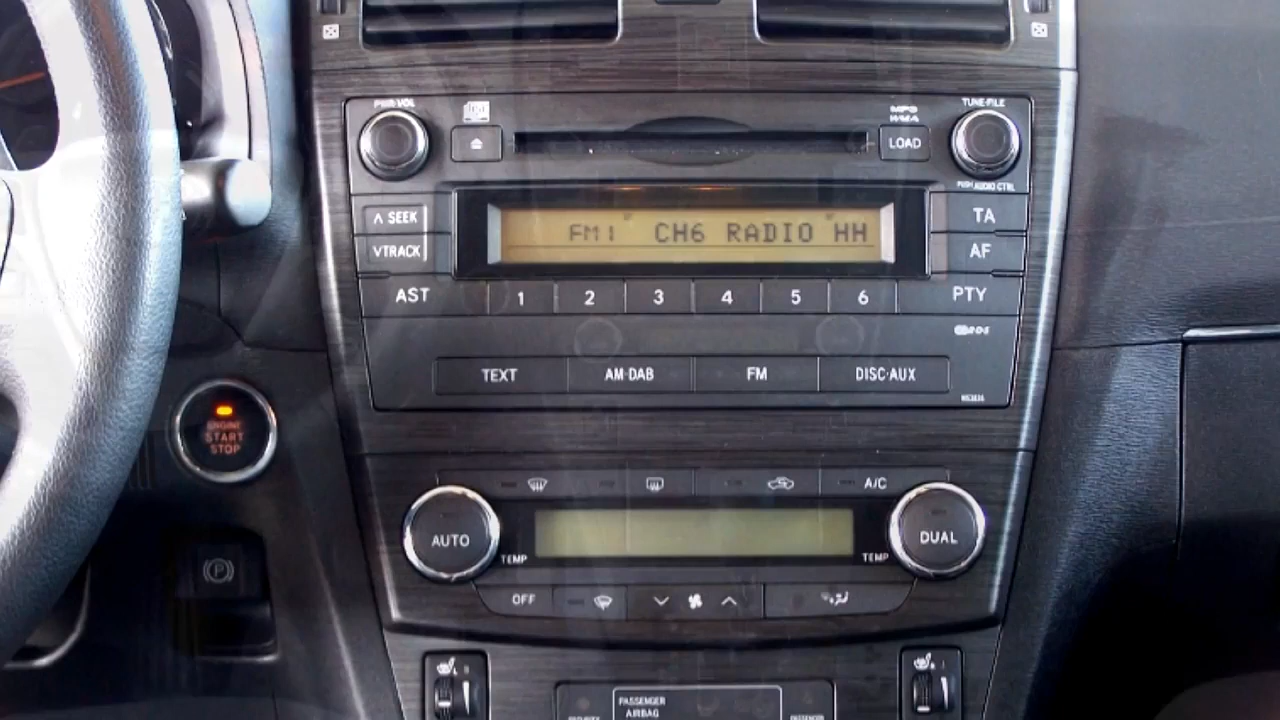 PWR·VOL
MP3
WMA
TUNE·FILE
LOAD
PUSH AUDIO CTRL
∧ SEEK
TA
FM1 CH6 RADIO HH
∨TRACK
AF
AST
1 2 3 4 5 6
PTY
TEXT
AM·DAB
FM
DISC·AUX
ENGINE
START
STOP
A/C
AUTO
DUAL
TEMP
TEMP
OFF
PASSENGER
AIRBAG
PASSENGER